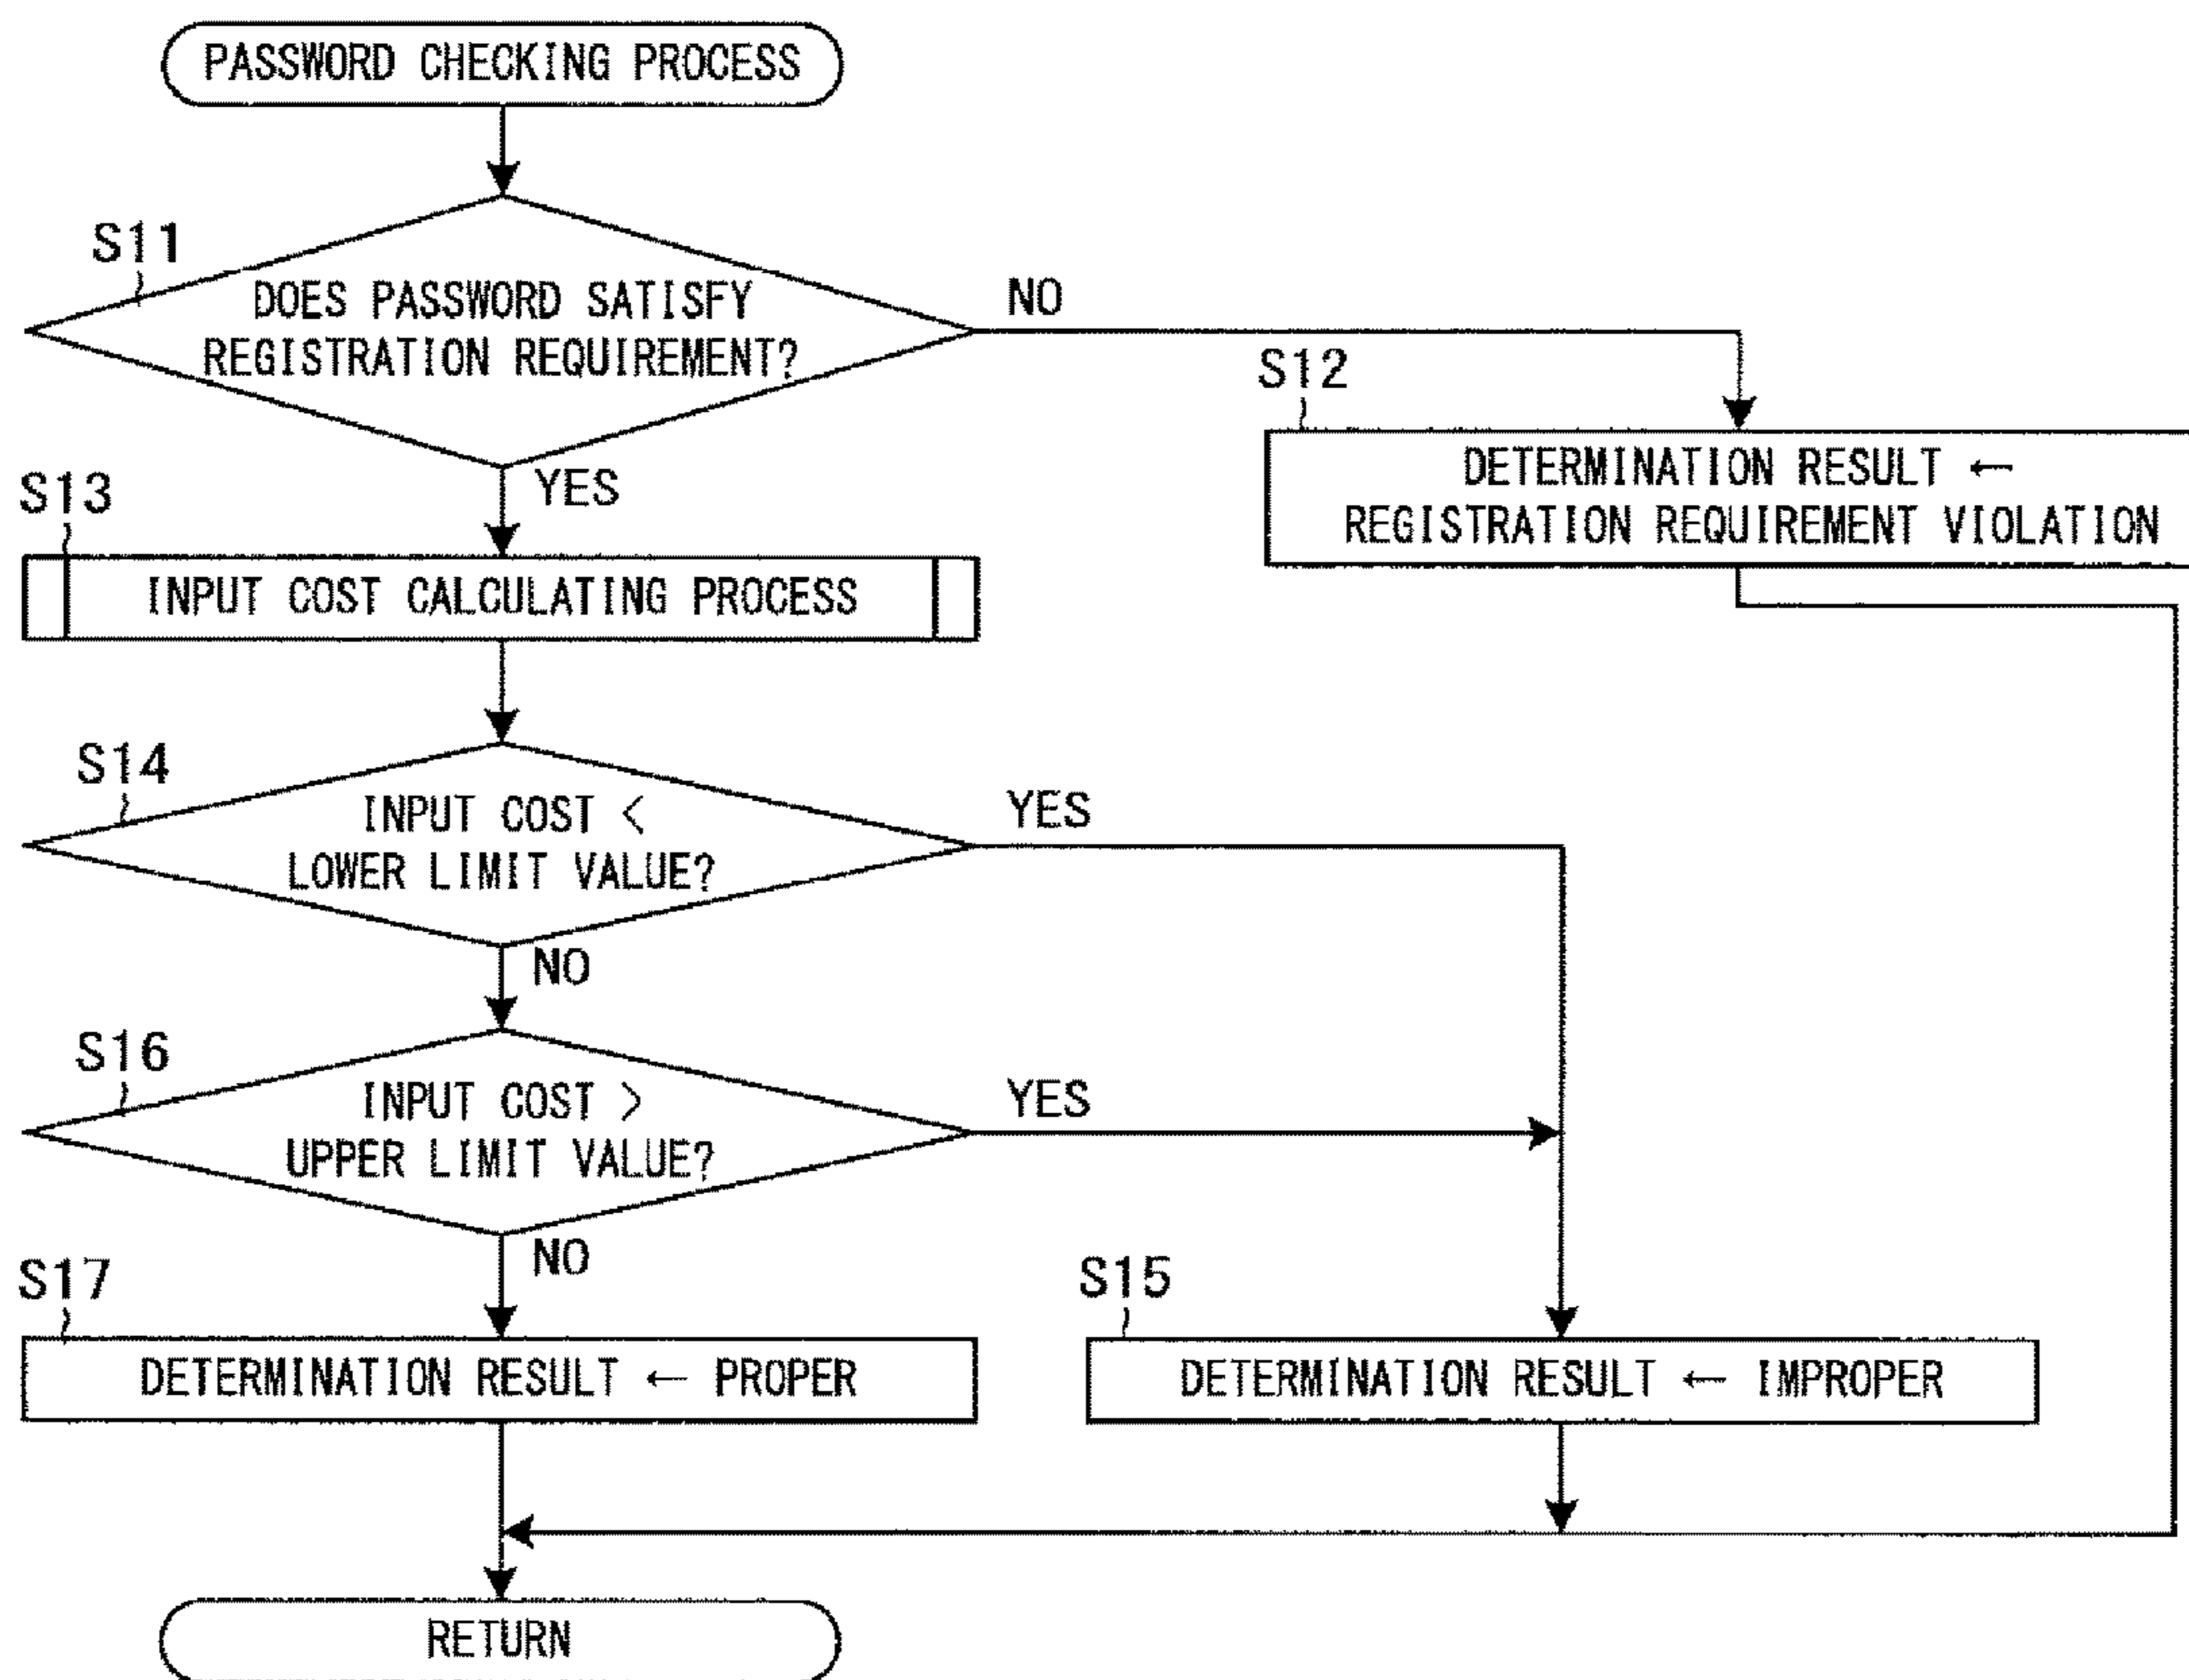 PASSWORD CHECKING PROCESS
S11
DOES PASSWORD SATISFY
REGISTRATION REQUIREMENT?
NO
S12
DETERMINATION RESULT ←
REGISTRATION REQUIREMENT VIOLATION
YES
S13
INPUT COST CALCULATING PROCESS
S14
INPUT COST <
LOWER LIMIT VALUE?
YES
NO
S16
INPUT COST >
UPPER LIMIT VALUE?
YES
NO
S17
DETERMINATION RESULT ← PROPER
S15
DETERMINATION RESULT ← IMPROPER
RETURN